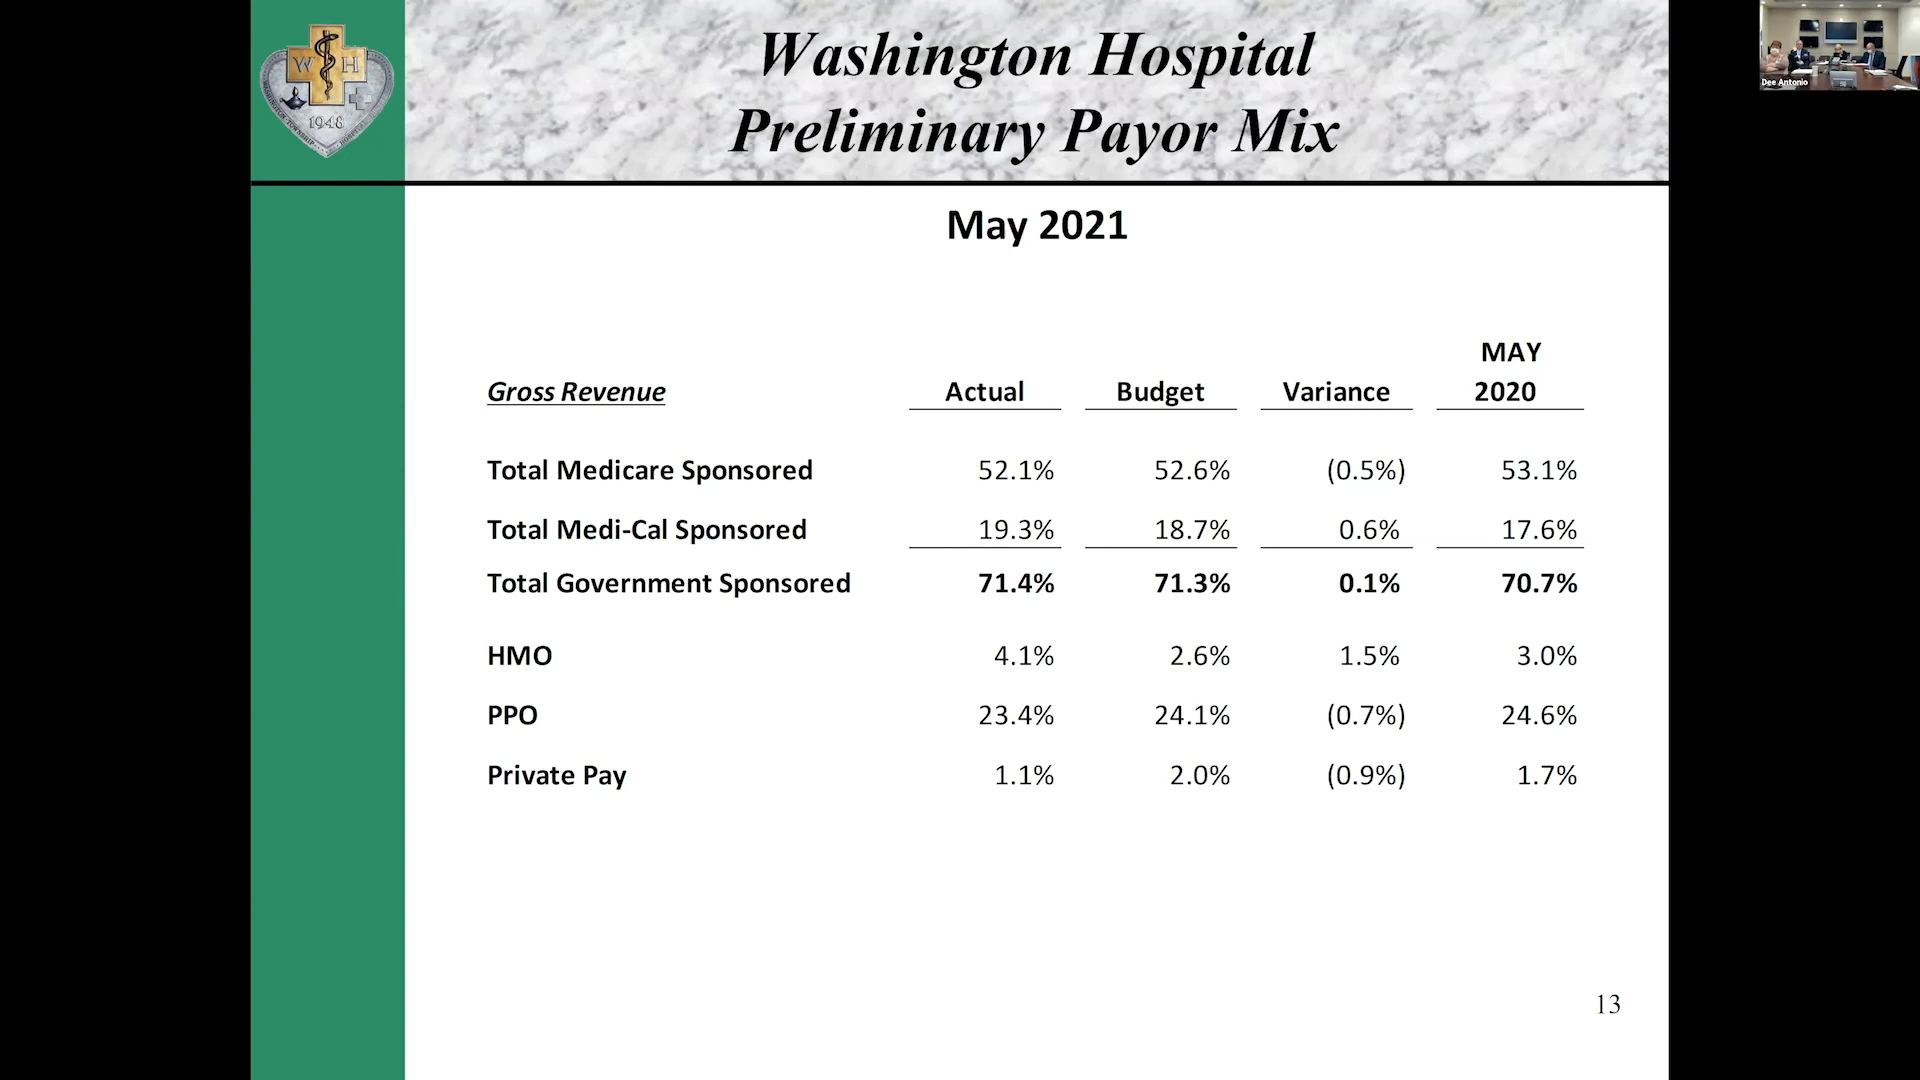 Washington Hospital
Preliminary Payor Mix
W H
1948
Dee Antonio
May 2021
MAY
Gross Revenue Actual Budget Variance 2020
Total Medicare Sponsored 52.1% 52.6% (0.5%) 53.1%
Total Medi-Cal Sponsored 19.3% 18.7% 0.6% 17.6%
Total Government Sponsored 71.4% 71.3% 0.1% 70.7%
HMO 4.1% 2.6% 1.5% 3.0%
PPO 23.4% 24.1% (0.7%) 24.6%
Private Pay 1.1% 2.0% (0.9%) 1.7%
13